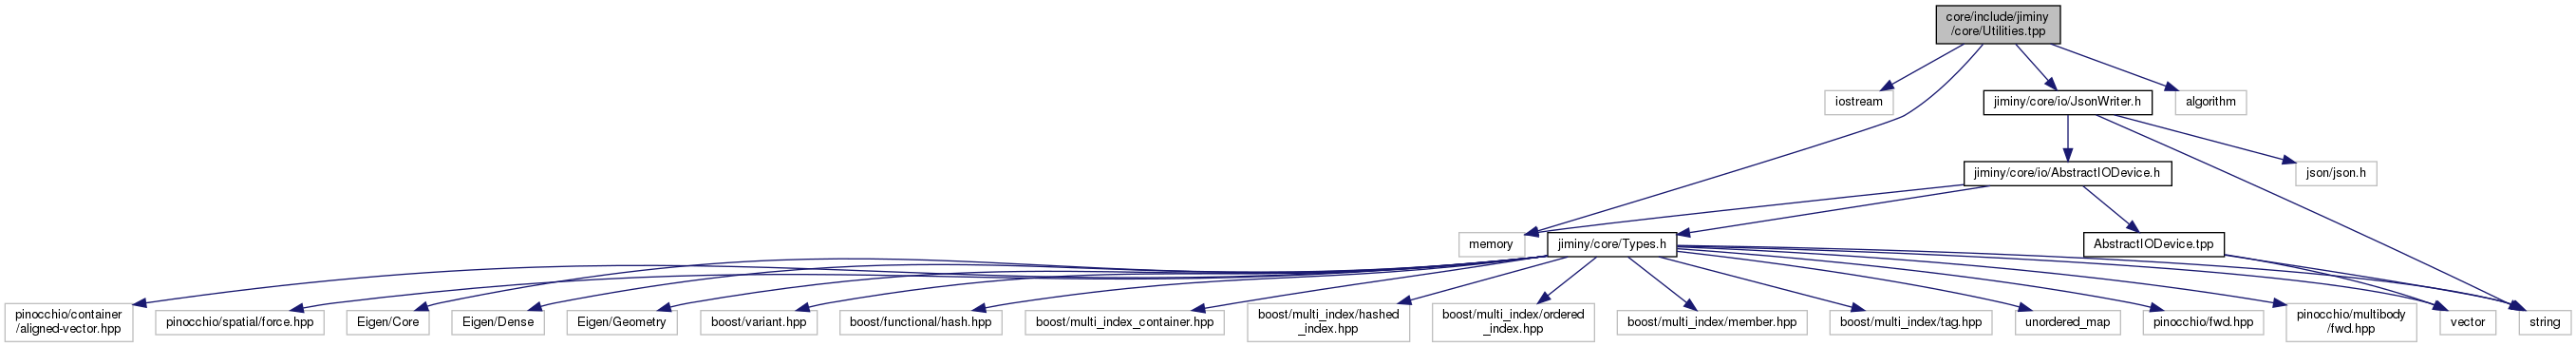 core/include/jiminy
/core/Utilities.tpp
iostream
jiminy/core/io/JsonWriter.h
algorithm
jiminy/core/io/AbstractIODevice.h
json/json.h
memory
jiminy/core/Types.h
AbstractIODevice.tpp
pinocchio/container
/aligned-vector.hpp
pinocchio/spatial/force.hpp
Eigen/Core
Eigen/Dense
Eigen/Geometry
boost/variant.hpp
boost/functional/hash.hpp
boost/multi_index_container.hpp
boost/multi_index/hashed
_index.hpp
boost/multi_index/ordered
_index.hpp
boost/multi_index/member.hpp
boost/multi_index/tag.hpp
unordered_map
pinocchio/fwd.hpp
pinocchio/multibody
/fwd.hpp
vector
string